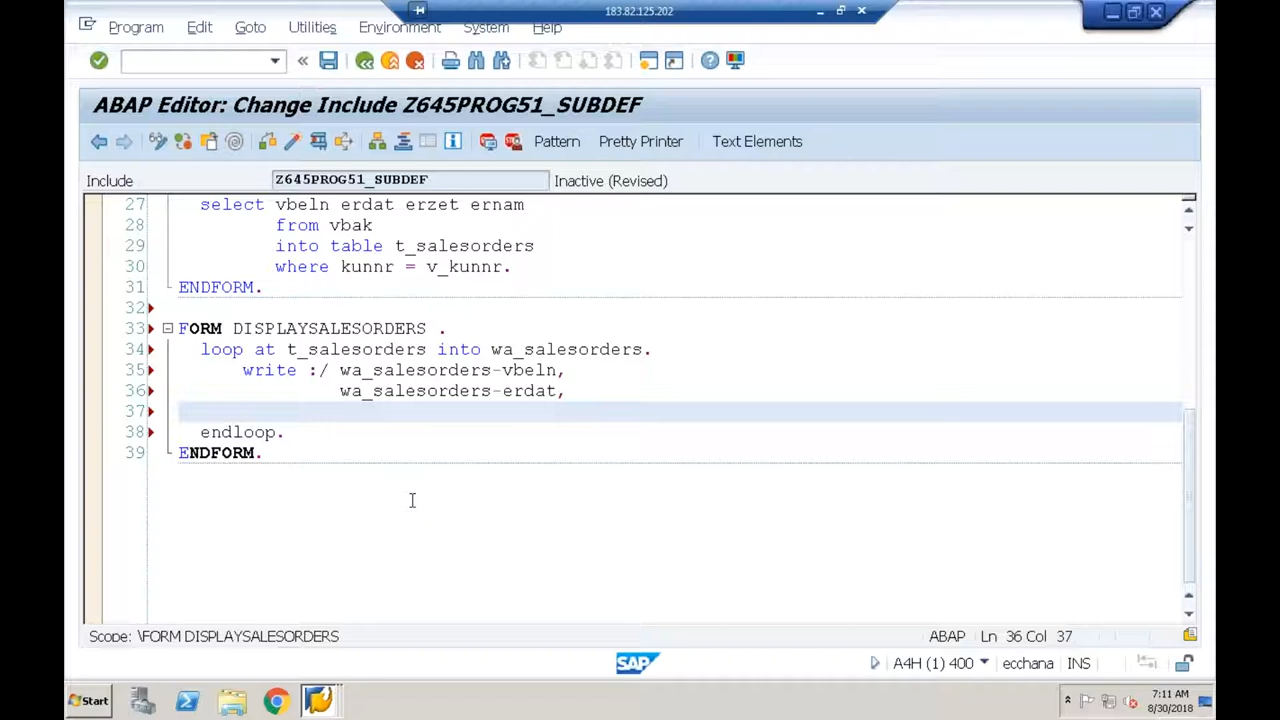 183.82.125.202
Program Edit Goto Utilities Environment System Help
«
ABAP Editor: Change Include Z645PROG51_SUBDEF
Pattern Pretty Printer Text Elements
Include Z645PROG51_SUBDEF Inactive (Revised)
27 select vbeln erdat erzet ernam
28 from vbak
29 into table t_salesorders
30 where kunnr = v_kunnr.
31 ENDFORM.
32
33 FORM DISPLAYSALESORDERS .
34 loop at t_salesorders into wa_salesorders.
35 write :/ wa_salesorders-vbeln,
36 wa_salesorders-erdat,
37
38 endloop.
39 ENDFORM.
Scope: \FORM DISPLAYSALESORDERS ABAP Ln 36 Col 37
SAP A4H (1) 400 ecchana INS
Start 7:11 AM
8/30/2018